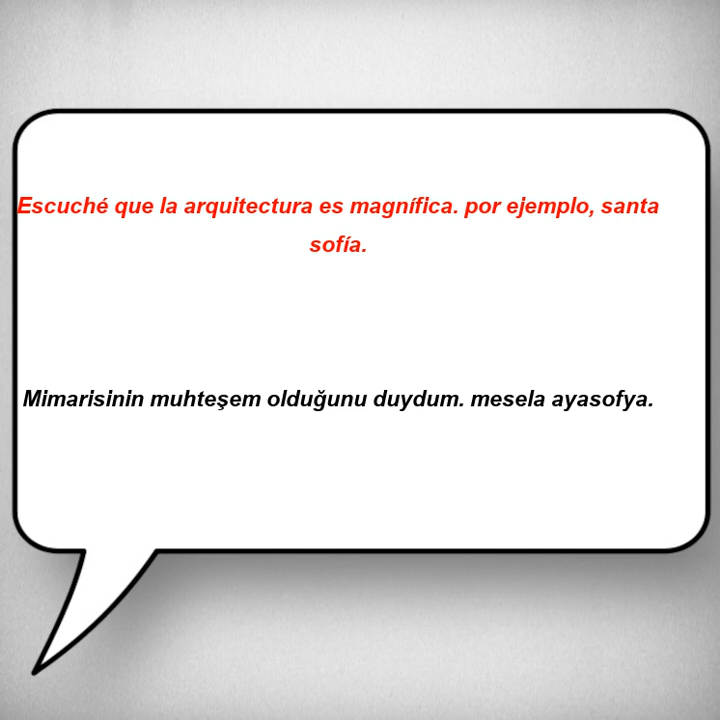 Escuché que la arquitectura es magnífica. por ejemplo, santa
sofía.
Mimarisinin muhteşem olduğunu duydum. mesela ayasofya.